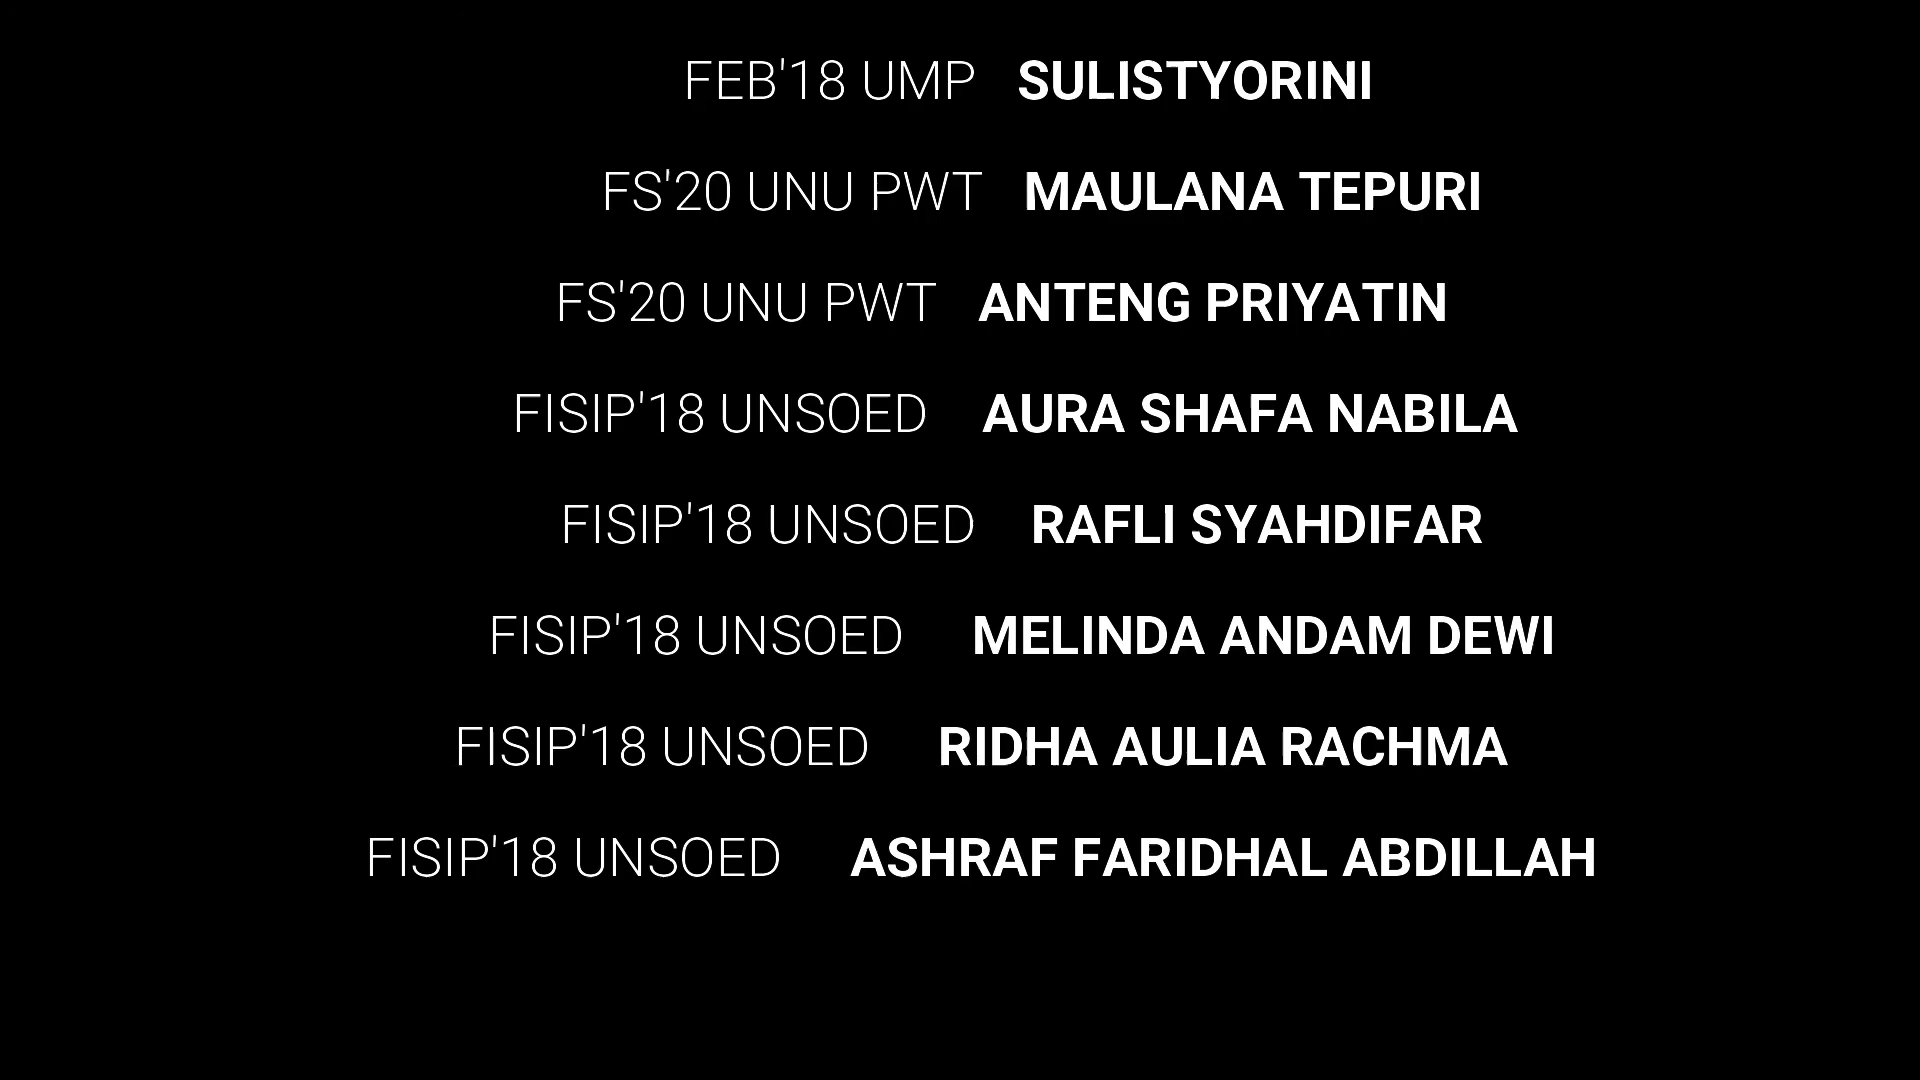 FEB'18 UMP SULISTYORINI
FS'20 UNU PWT MAULANA TEPURI
FS'20 UNU PWT ANTENG PRIYATIN
FISIP'18 UNSOED AURA SHAFA NABILA
FISIP'18 UNSOED RAFLI SYAHDIFAR
FISIP'18 UNSOED MELINDA ANDAM DEWI
FISIP'18 UNSOED RIDHA AULIA RACHMA
FISIP'18 UNSOED ASHRAF FARIDHAL ABDILLAH